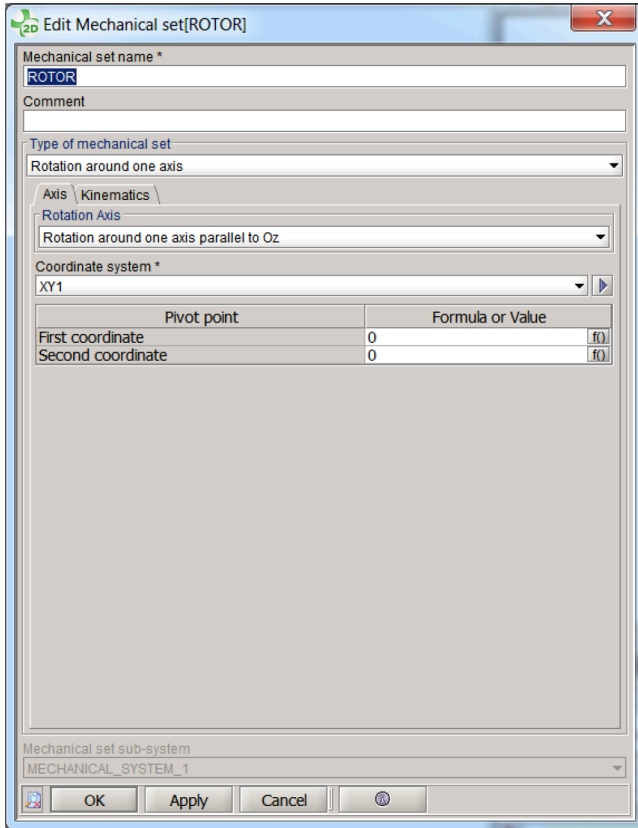 2D Edit Mechanical set[ROTOR]
X
Mechanical set name *
ROTOR
Comment
Type of mechanical set
Rotation around one axis
Axis Kinematics
Rotation Axis
Rotation around one axis parallel to Oz
Coordinate system *
XY1
Pivot point Formula or Value
First coordinate 0 f()
Second coordinate 0 f()
Mechanical set sub-system
MECHANICAL_SYSTEM_1
OK Apply Cancel